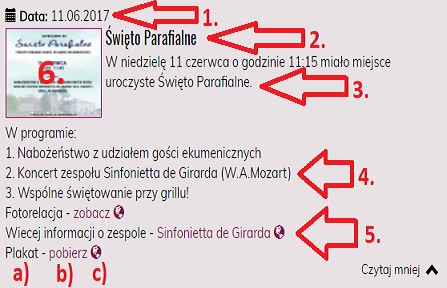 Data: 11.06.2017
1.
Święto Parafialne
2.
W niedzielę 11 czerwca o godzinie 11:15 miało miejsce
uroczyste Święto Parafialne.
3.
Święto Parafialne
6.
W programie:
1. Nabożeństwo z udziałem gości ekumenicznych
2. Koncert zespołu Sinfonietta de Girarda (W.A.Mozart)
4.
3. Wspólne świętowanie przy grillu!
Fotorelacja - zobacz
Wiecej informacji o zespole - Sinfonietta de Girarda
5.
Plakat - pobierz
a) b) c)
Czytaj mniej